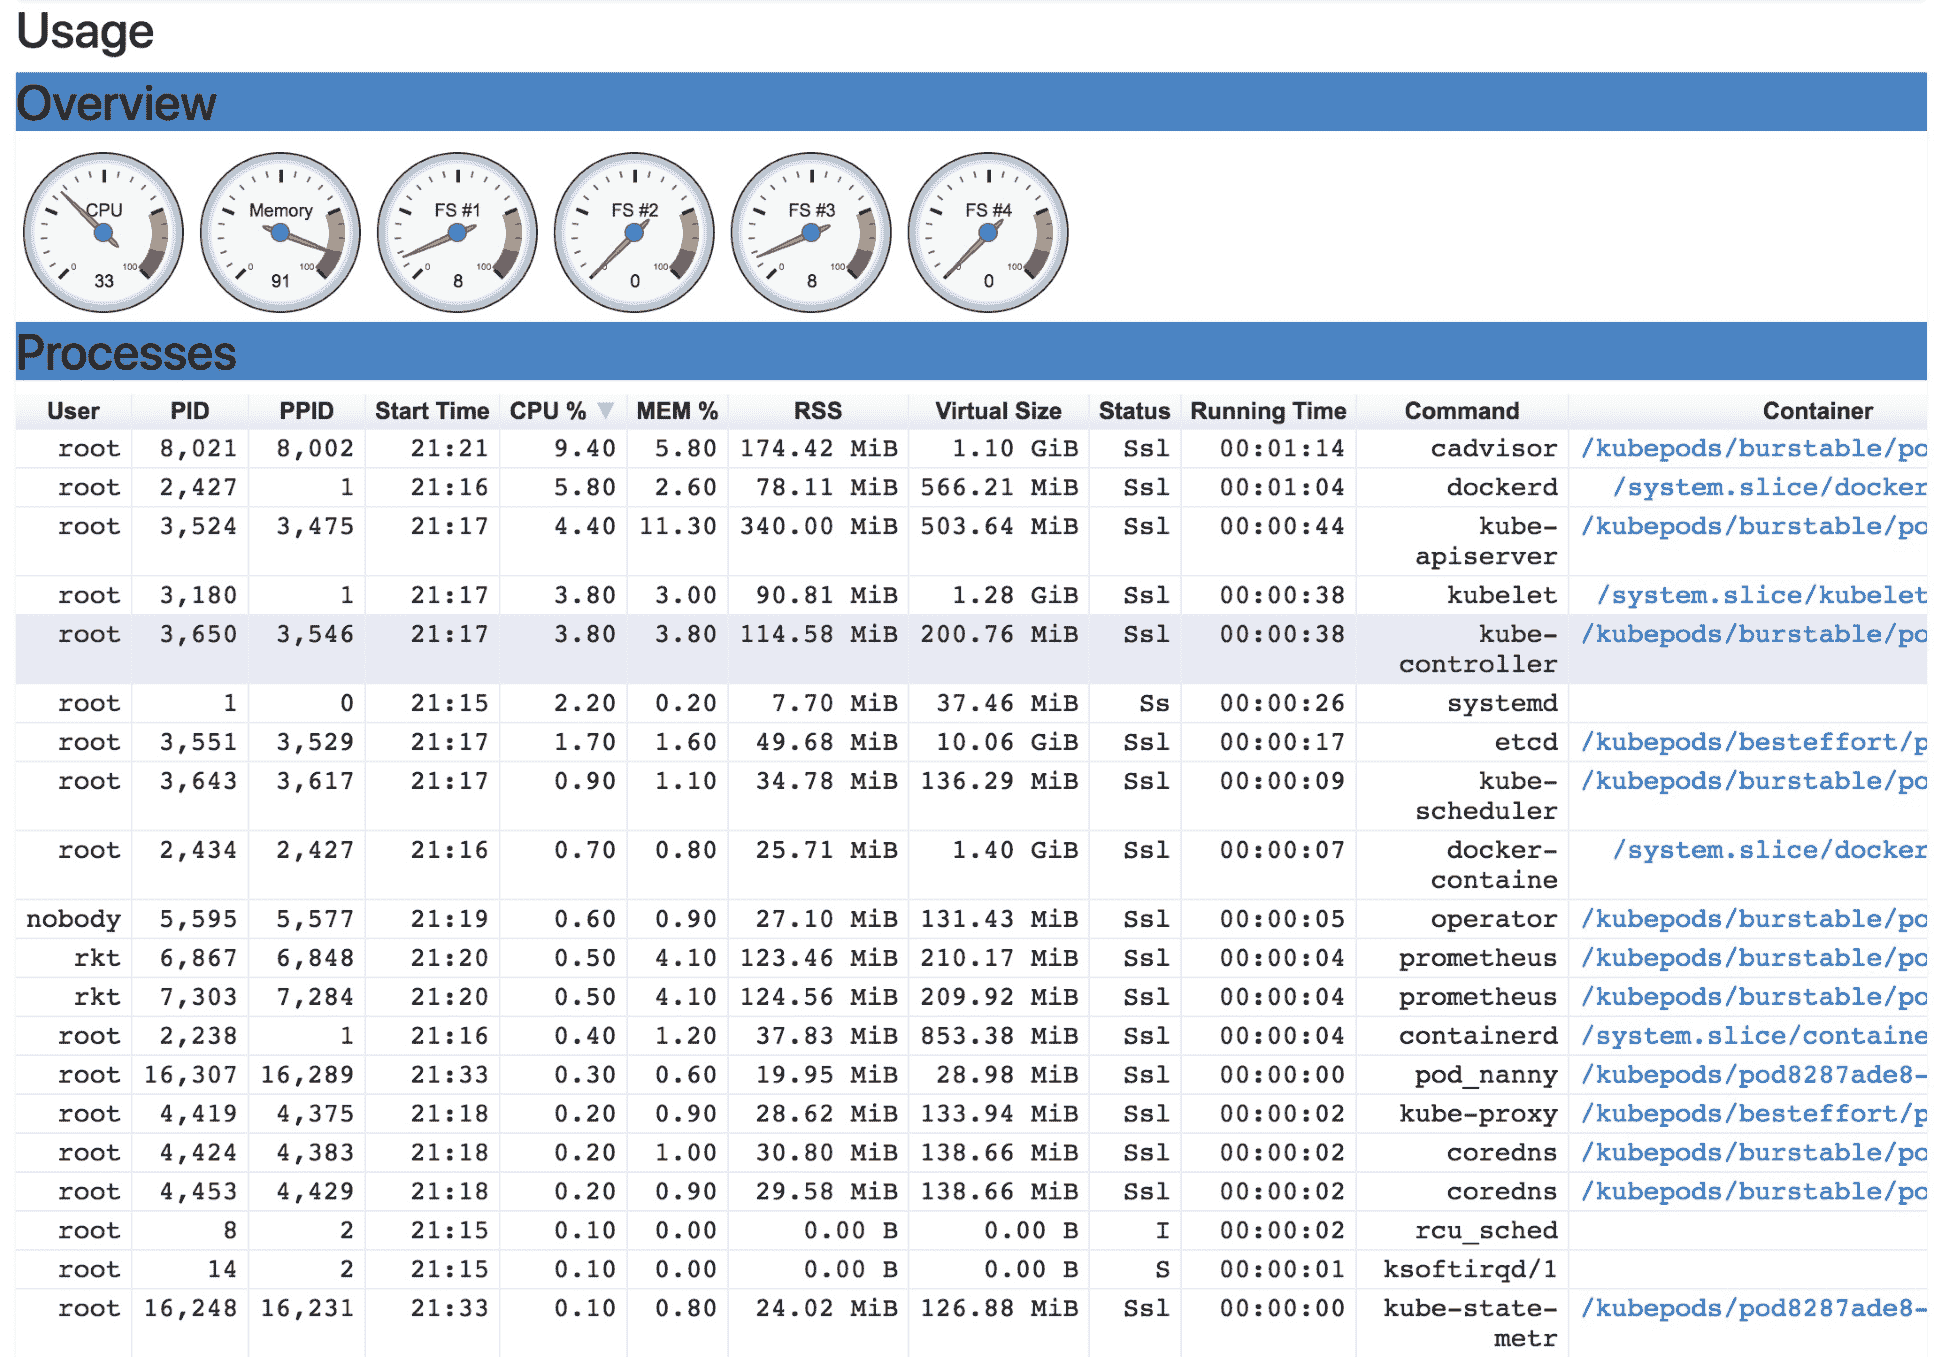 Usage
Overview
CPU Memory FS #1 FS #2 FS #3 FS #4
0 100 0 100 0 100 0 100 0 100 0 100
33 91 8 0 8 0
Processes
User PID PPID Start Time CPU % ▼ MEM % RSS Virtual Size Status Running Time Command Container
root 8,021 8,002 21:21 9.40 5.80 174.42 MiB 1.10 GiB Ssl 00:01:14 cadvisor /kubepods/burstable/po
root 2,427 1 21:16 5.80 2.60 78.11 MiB 566.21 MiB Ssl 00:01:04 dockerd /system.slice/docker
root 3,524 3,475 21:17 4.40 11.30 340.00 MiB 503.64 MiB Ssl 00:00:44 kube- /kubepods/burstable/po
apiserver
root 3,180 1 21:17 3.80 3.00 90.81 MiB 1.28 GiB Ssl 00:00:38 kubelet /system.slice/kubelet
root 3,650 3,546 21:17 3.80 3.80 114.58 MiB 200.76 MiB Ssl 00:00:38 kube- /kubepods/burstable/po
controller
root 1 0 21:15 2.20 0.20 7.70 MiB 37.46 MiB Ss 00:00:26 systemd
root 3,551 3,529 21:17 1.70 1.60 49.68 MiB 10.06 GiB Ssl 00:00:17 etcd /kubepods/besteffort/p
root 3,643 3,617 21:17 0.90 1.10 34.78 MiB 136.29 MiB Ssl 00:00:09 kube- /kubepods/burstable/po
scheduler
root 2,434 2,427 21:16 0.70 0.80 25.71 MiB 1.40 GiB Ssl 00:00:07 docker- /system.slice/docker
containe
nobody 5,595 5,577 21:19 0.60 0.90 27.10 MiB 131.43 MiB Ssl 00:00:05 operator /kubepods/burstable/po
rkt 6,867 6,848 21:20 0.50 4.10 123.46 MiB 210.17 MiB Ssl 00:00:04 prometheus /kubepods/burstable/po
rkt 7,303 7,284 21:20 0.50 4.10 124.56 MiB 209.92 MiB Ssl 00:00:04 prometheus /kubepods/burstable/po
root 2,238 1 21:16 0.40 1.20 37.83 MiB 853.38 MiB Ssl 00:00:04 containerd /system.slice/containe
root 16,307 16,289 21:33 0.30 0.60 19.95 MiB 28.98 MiB Ssl 00:00:00 pod_nanny /kubepods/pod8287ade8-
root 4,419 4,375 21:18 0.20 0.90 28.62 MiB 133.94 MiB Ssl 00:00:02 kube-proxy /kubepods/besteffort/p
root 4,424 4,383 21:18 0.20 1.00 30.80 MiB 138.66 MiB Ssl 00:00:02 coredns /kubepods/burstable/po
root 4,453 4,429 21:18 0.20 0.90 29.58 MiB 138.66 MiB Ssl 00:00:02 coredns /kubepods/burstable/po
root 8 2 21:15 0.10 0.00 0.00 B 0.00 B I 00:00:02 rcu_sched
root 14 2 21:15 0.10 0.00 0.00 B 0.00 B S 00:00:01 ksoftirqd/1
root 16,248 16,231 21:33 0.10 0.80 24.02 MiB 126.88 MiB Ssl 00:00:00 kube-state- /kubepods/pod8287ade8-
metr